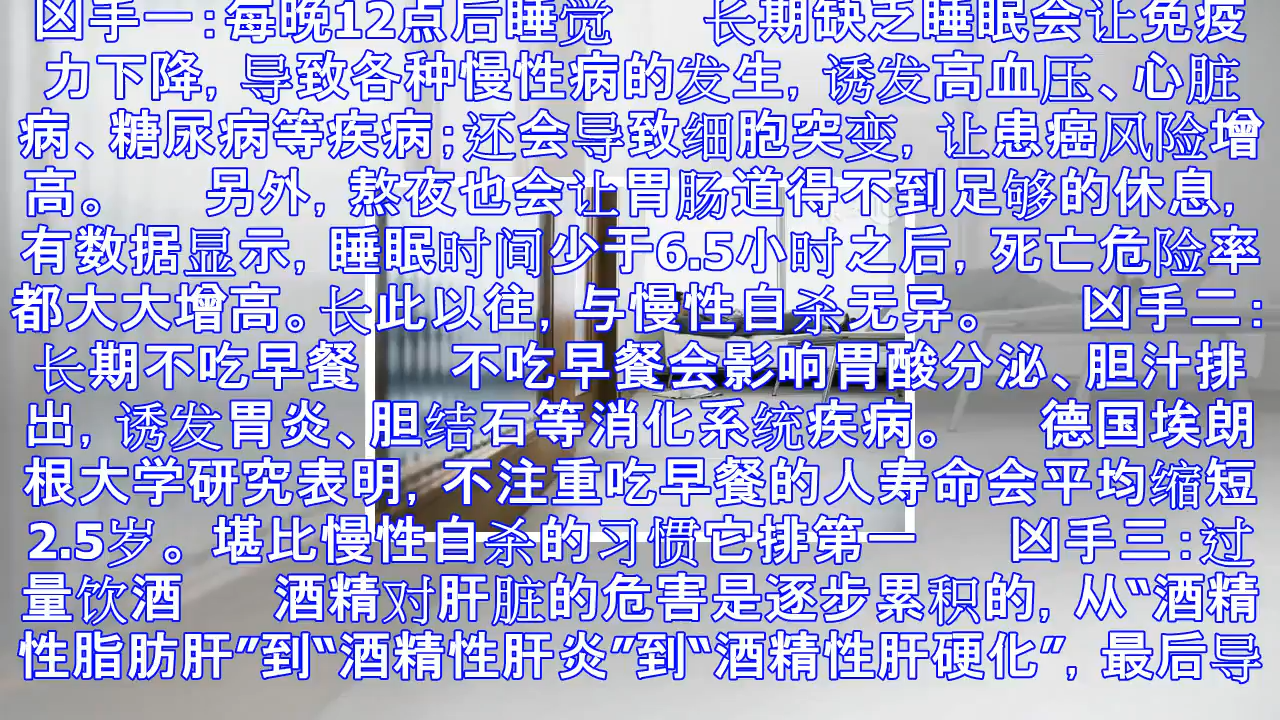 凶手一：每晚12点后睡觉　　长期缺乏睡眠会让免疫
力下降，导致各种慢性病的发生，诱发高血压、心脏
病、糖尿病等疾病；还会导致细胞突变，让患癌风险增
高。　　另外，熬夜也会让胃肠道得不到足够的休息，
有数据显示，睡眠时间少于6.5小时之后，死亡危险率
都大大增高。长此以往，与慢性自杀无异。　　凶手二：
长期不吃早餐　　不吃早餐会影响胃酸分泌、胆汁排
出，诱发胃炎、胆结石等消化系统疾病。　　德国埃朗
根大学研究表明，不注重吃早餐的人寿命会平均缩短
2.5岁。堪比慢性自杀的习惯它排第一　　凶手三：过
量饮酒　　酒精对肝脏的危害是逐步累积的，从“酒精
性脂肪肝”到“酒精性肝炎”到“酒精性肝硬化”，最后导